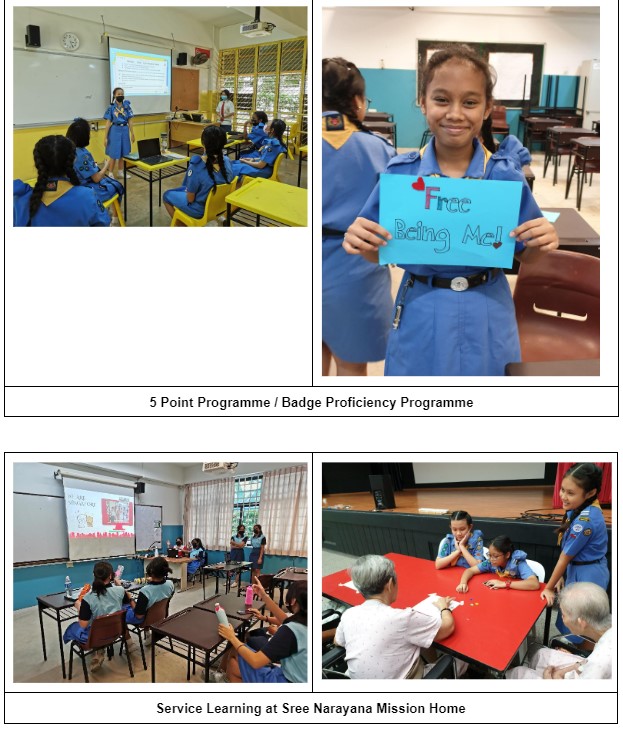 Free
Being Me!
5 Point Programme / Badge Proficiency Programme
Service Learning at Sree Narayana Mission Home